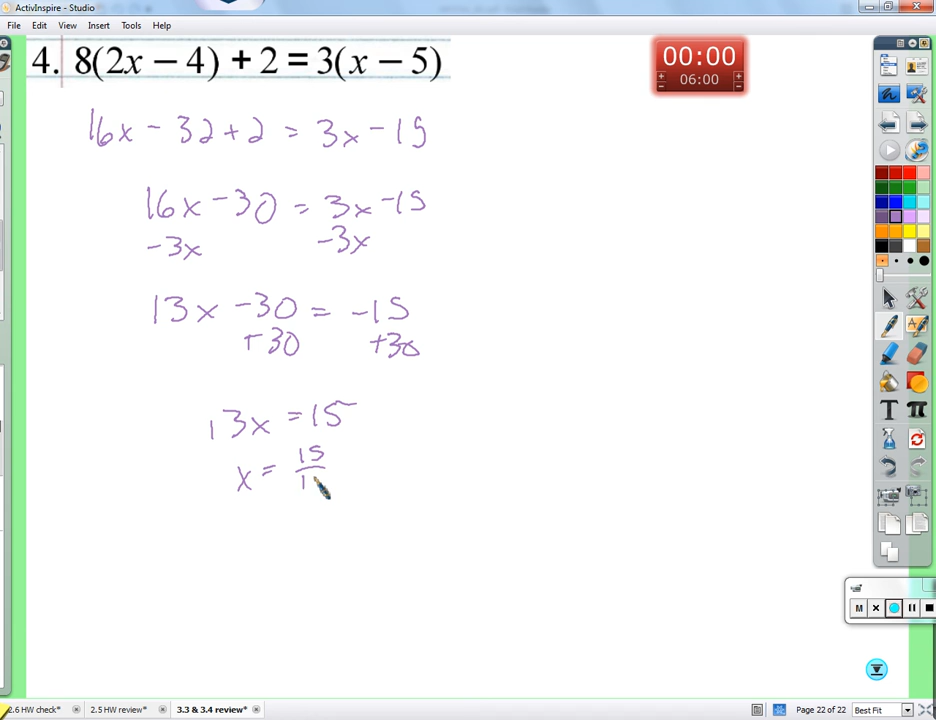 ActivInspire - Studio
File Edit View Insert Tools Help
4. 8(2x − 4) + 2 = 3(x − 5)
00:00
06:00
16x - 32 + 2 = 3x - 15
16x - 30 = 3x - 15
-3x -3x
13x - 30 = -15
+30 +30
13x = 15
x = 15/1
M
2.6 HW check* 2.5 HW review* 3.3 & 3.4 review* Page 22 of 22 Best Fit